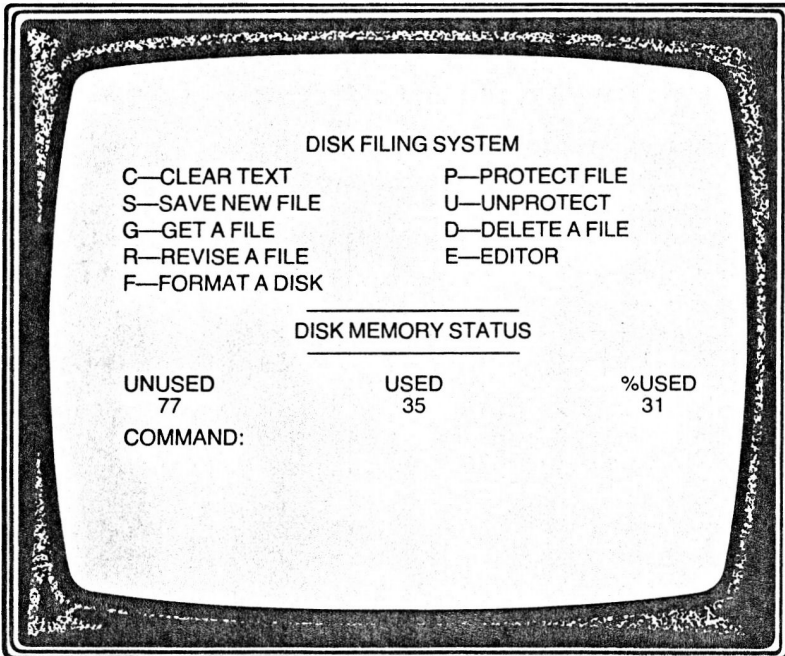 DISK FILING SYSTEM
C—CLEAR TEXT P—PROTECT FILE
S—SAVE NEW FILE U—UNPROTECT
G—GET A FILE D—DELETE A FILE
R—REVISE A FILE E—EDITOR
F—FORMAT A DISK
DISK MEMORY STATUS
UNUSED USED %USED
77 35 31
COMMAND: